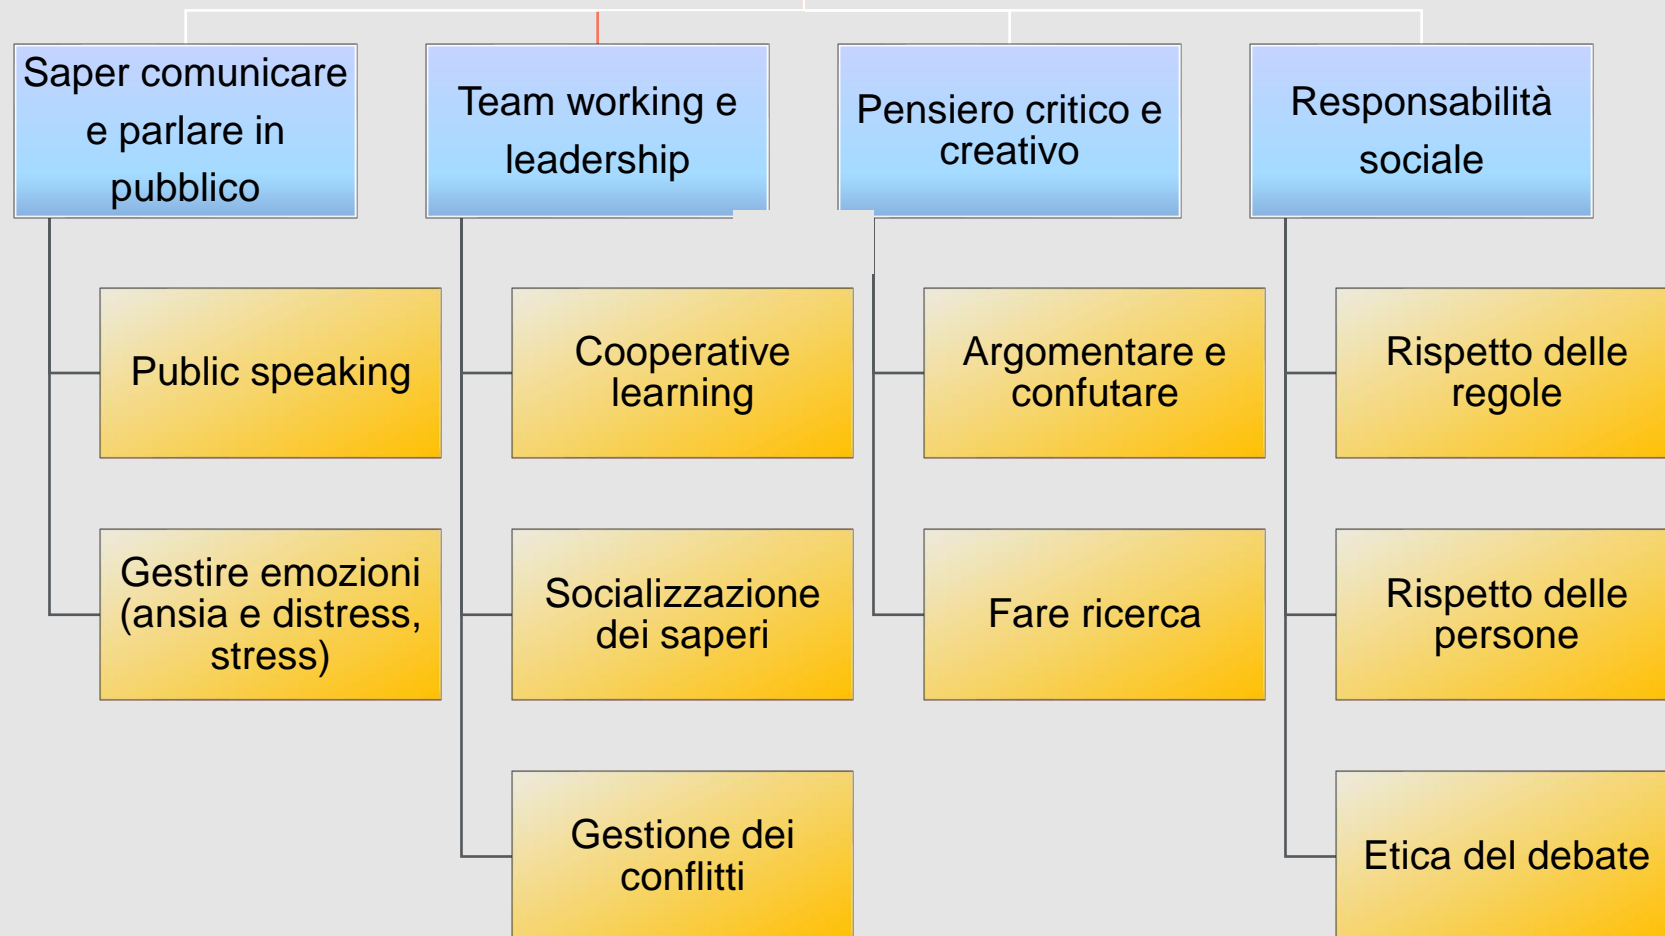 Saper comunicare
e parlare in
pubblico
Public speaking
Gestire emozioni
(ansia e distress,
stress)
Team working e
leadership
Cooperative
learning
Socializzazione
dei saperi
Gestione dei
conflitti
Pensiero critico e
creativo
Argomentare e
confutare
Fare ricerca
Responsabilità
sociale
Rispetto delle
regole
Rispetto delle
persone
Etica del debate